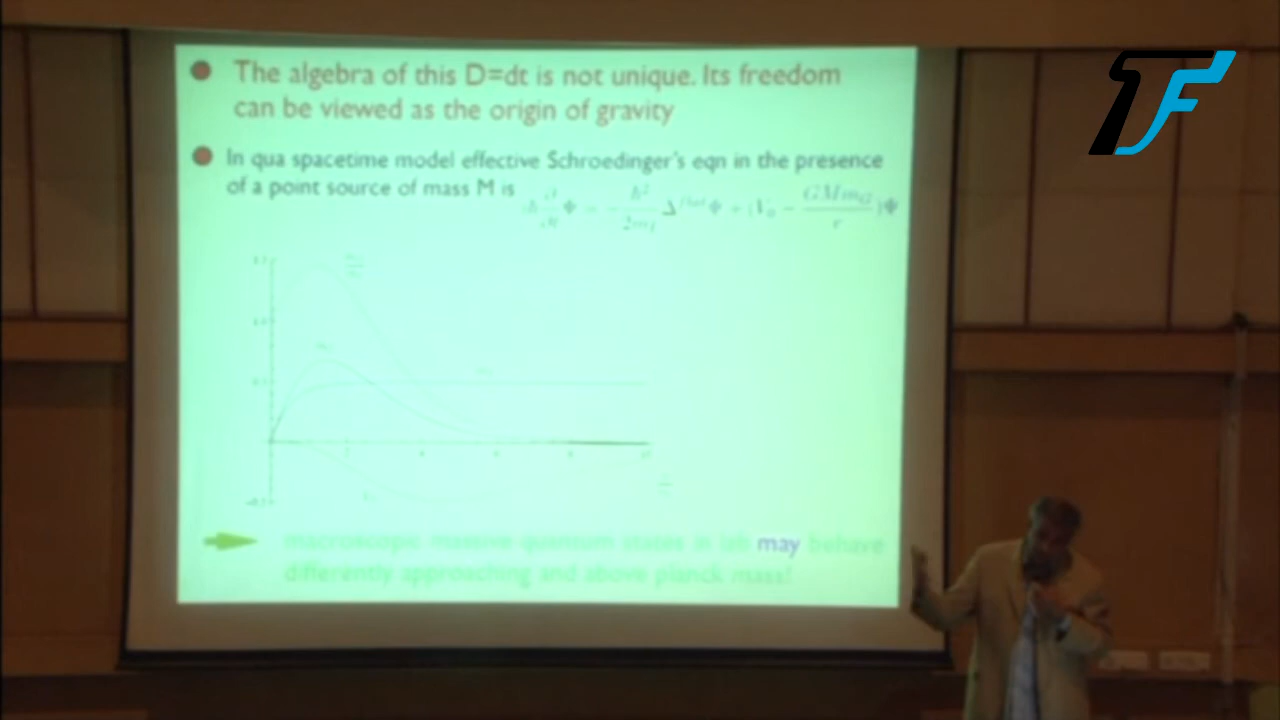 The algebra of this D=dt is not unique. Its freedom
can be viewed as the origin of gravity
In qua spacetime model effective Schroedinger's eqn in the presence
of a point source of mass M is
macroscopic massive quantum states in lab may behave
differently approaching and above planck mass!
TF